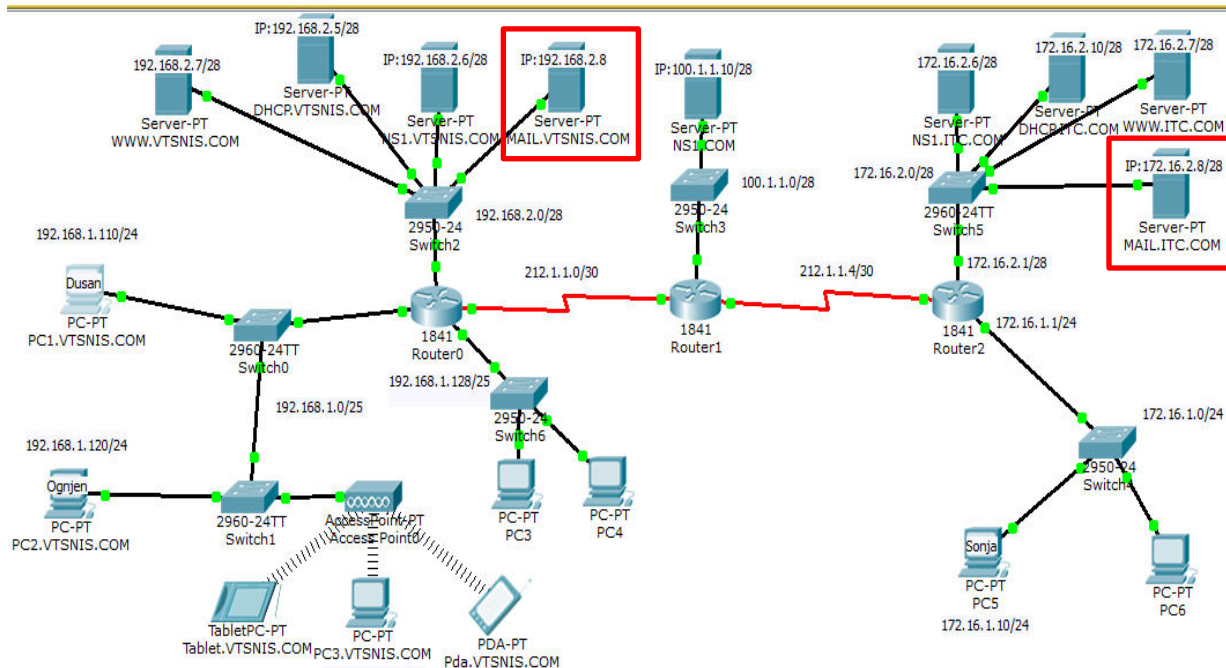 IP:192.168.2.5/28
192.168.2.7/28
Server-PT
WWW.VTSNIS.COM
Server-PT
DHCP.VTSNIS.COM
IP:192.168.2.6/28
Server-PT
NS1.VTSNIS.COM
IP:192.168.2.8
Server-PT
MAIL.VTSNIS.COM
2950-24
Switch2
192.168.2.0/28
IP:100.1.1.10/28
Server-PT
NS1.COM
2950-24
Switch3
100.1.1.0/28
172.16.2.6/28
Server-PT
NS1.ITC.COM
172.16.2.10/28
Server-PT
DHCP.ITC.COM
172.16.2.7/28
Server-PT
WWW.ITC.COM
172.16.2.0/28
2960-24TT
Switch5
IP:172.16.2.8/28
Server-PT
MAIL.ITC.COM
172.16.2.1/28
192.168.1.110/24
Dusan
PC-PT
PC1.VTSNIS.COM
2960-24TT
Switch0
1841
Router0
212.1.1.0/30
1841
Router1
212.1.1.4/30
1841
Router2
172.16.1.1/24
192.168.1.128/25
2950-24
Switch6
PC-PT
PC3
PC-PT
PC4
192.168.1.0/25
192.168.1.120/24
Ognjen
PC-PT
PC2.VTSNIS.COM
2960-24TT
Switch1
AccessPoint-PT
Access Point0
TabletPC-PT
Tablet.VTSNIS.COM
PC-PT
PC3.VTSNIS.COM
PDA-PT
Pda.VTSNIS.COM
172.16.1.0/24
2950-24
Switch4
Sonja
PC-PT
PC5
172.16.1.10/24
PC-PT
PC6